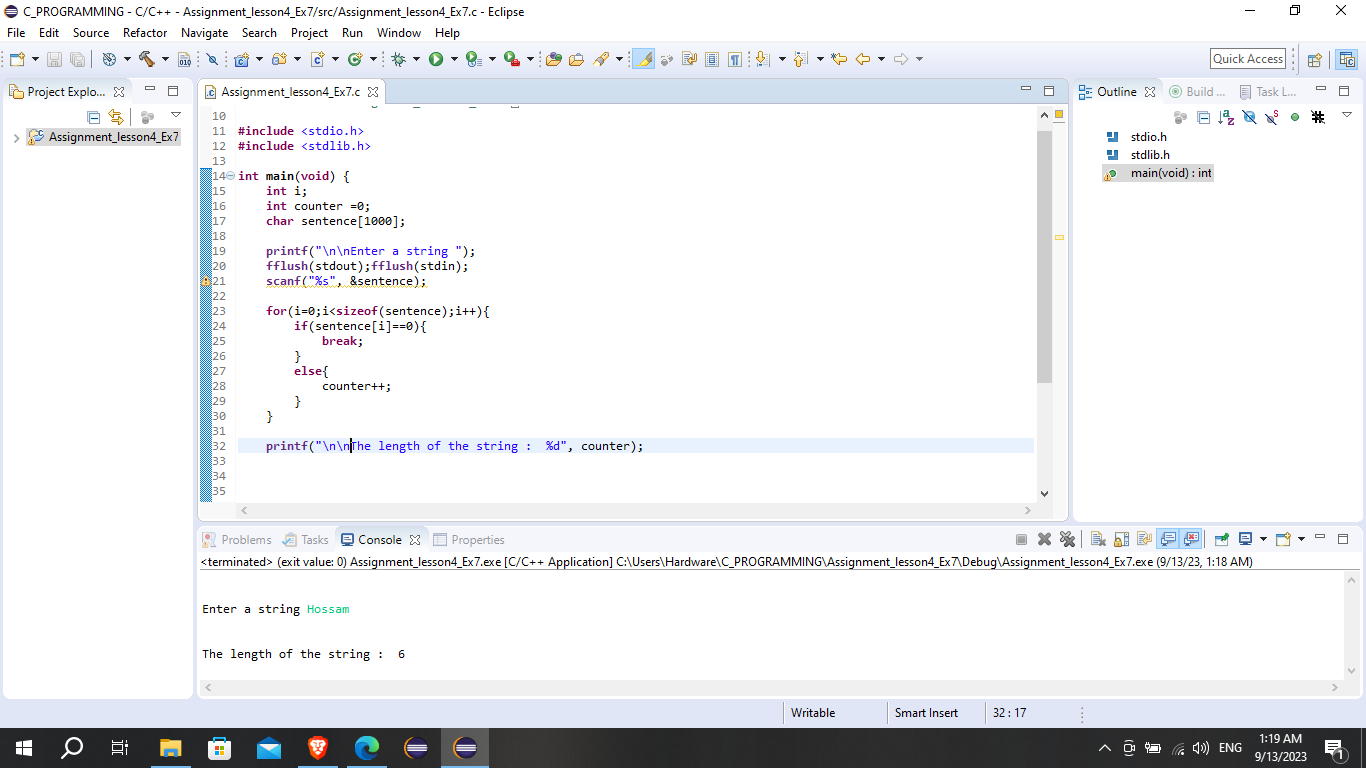 C_PROGRAMMING - C/C++ - Assignment_lesson4_Ex7/src/Assignment_lesson4_Ex7.c - Eclipse
File Edit Source Refactor Navigate Search Project Run Window Help
Quick Access
Project Explo...
Assignment_lesson4_Ex7
Assignment_lesson4_Ex7.c
10
11 #include <stdio.h>
12 #include <stdlib.h>
13
14 int main(void) {
15 int i;
16 int counter =0;
17 char sentence[1000];
18
19 printf("\n\nEnter a string ");
20 fflush(stdout);fflush(stdin);
21 scanf("%s", &sentence);
22
23 for(i=0;i<sizeof(sentence);i++){
24 if(sentence[i]==0){
25 break;
26 }
27 else{
28 counter++;
29 }
30 }
31
32 printf("\n\nThe length of the string :  %d", counter);
33
34
35
Outline Build ... Task L...
stdio.h
stdlib.h
main(void) : int
Problems Tasks Console Properties
<terminated> (exit value: 0) Assignment_lesson4_Ex7.exe [C/C++ Application] C:\Users\Hardware\C_PROGRAMMING\Assignment_lesson4_Ex7\Debug\Assignment_lesson4_Ex7.exe (9/13/23, 1:18 AM)
Enter a string Hossam
The length of the string :  6
Writable Smart Insert 32 : 17
ENG
1:19 AM
9/13/2023
1